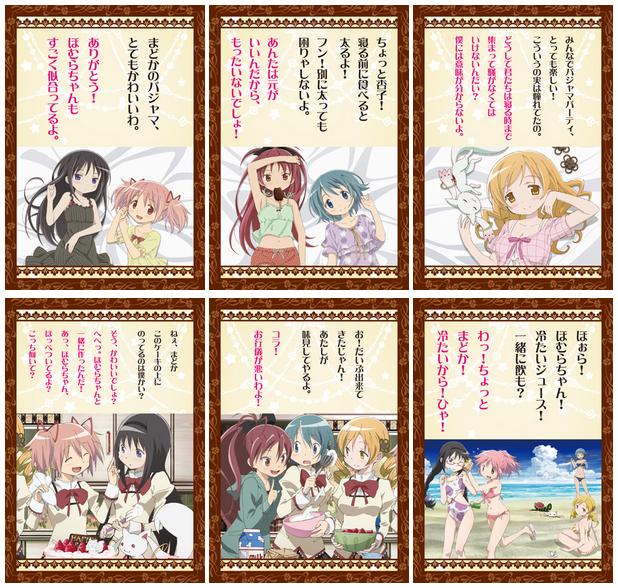 まどかのパジャマ、
とてもかわいいわ。
ありがとう！
ほむらちゃんも
すごく似合ってるよ。
ちょっと杏子！
寝る前に食べると
太るよ！
フン！別に太っても
困りゃしないよ。
あんたは元が
いいんだから、
もったいないでしょ！
みんなでパジャマパーティ、
とっても楽しい！
こういうの実は憧れてたの。
どうして君たちは寝る時まで
集まって騒がなくては
いけないんだい？
僕には意味が分からないよ。
ねぇ、まどか
このケーキの上に
のってるのは僕かい？
そう、かわいいでしょ？
へへっ。ほむらちゃんと
一緒に作ったんだ！
あっ、ほむらちゃん、
ほっぺついてるよ？
こっち向いて？
お！だいぶ出来て
きたじゃん！
あたしが
味見してやるよ。
コラ！
お行儀が悪いわよ！
ほぉら！
ほむらちゃん！
冷たいジュース！
一緒に飲も？
わっ！ちょっと
まどか！
冷たいから！ひゃ！